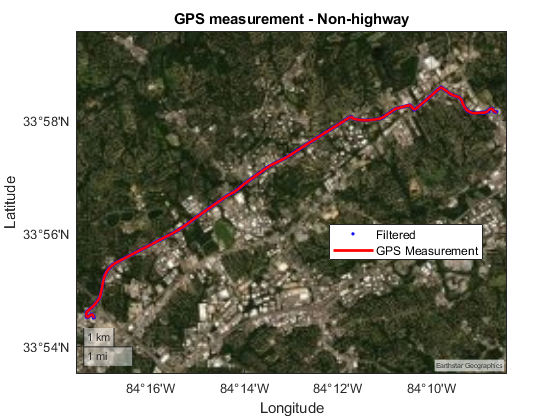 GPS measurement - Non-highway
33°58'N
33°56'N
33°54'N
Latitude
Filtered
GPS Measurement
1 km
1 mi
Earthstar Geographics
84°16'W 84°14'W 84°12'W 84°10'W
Longitude